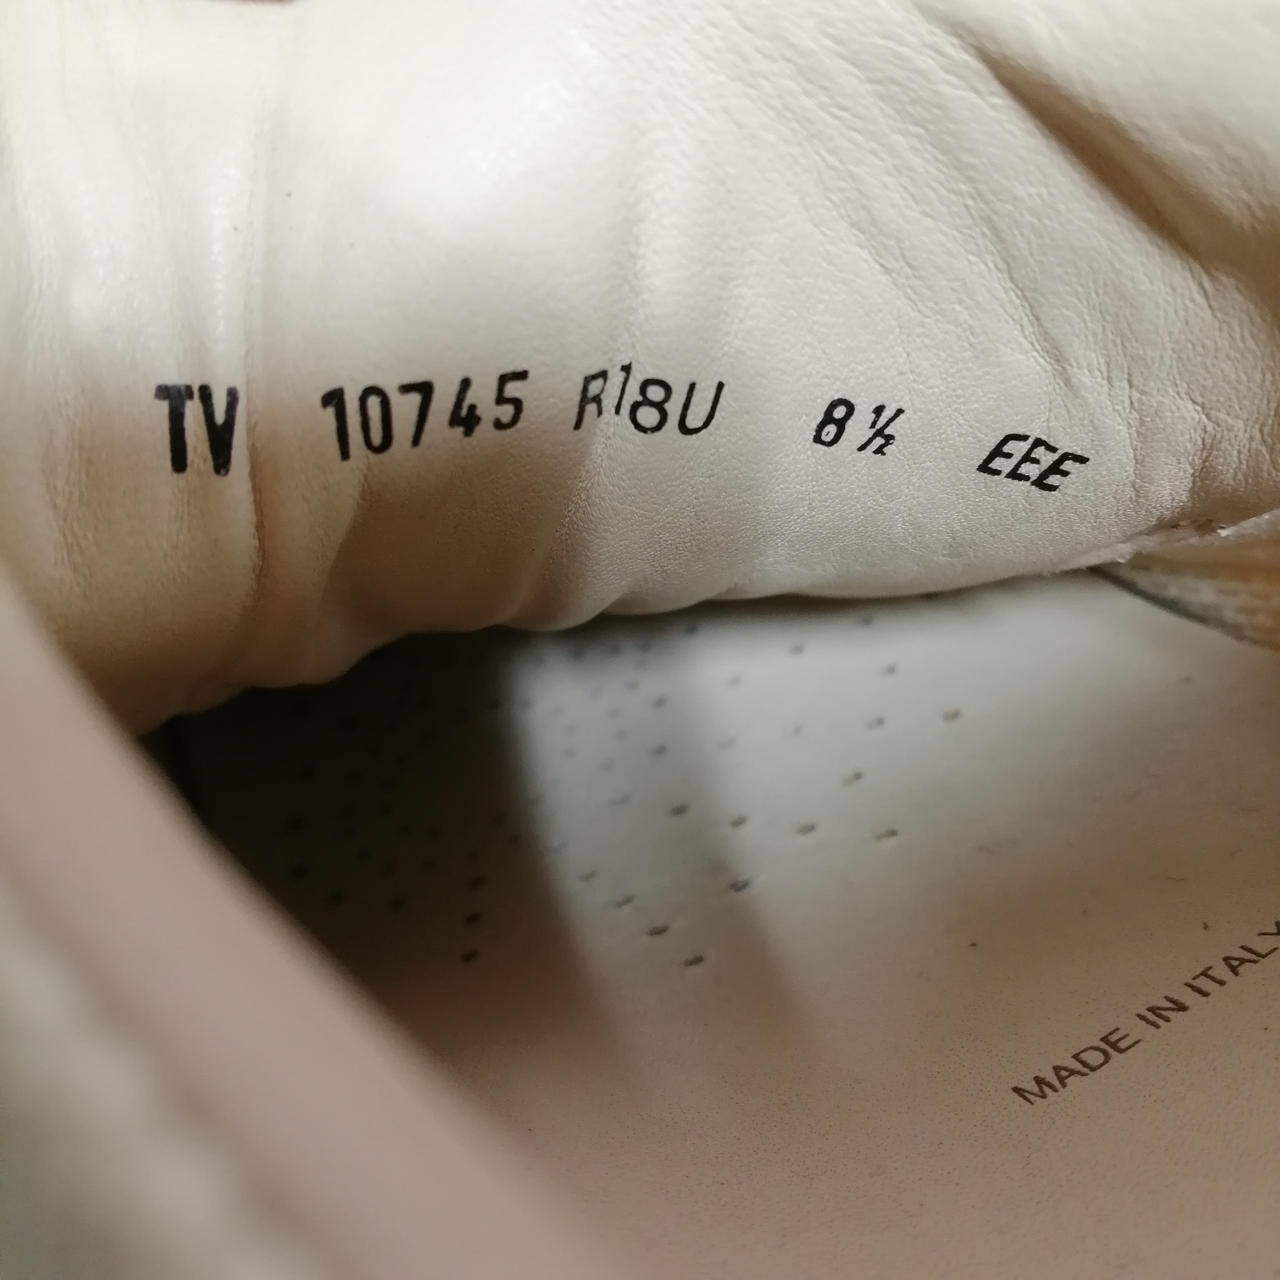 TV 10745 R18U 8½ EEE
MADE IN ITALY